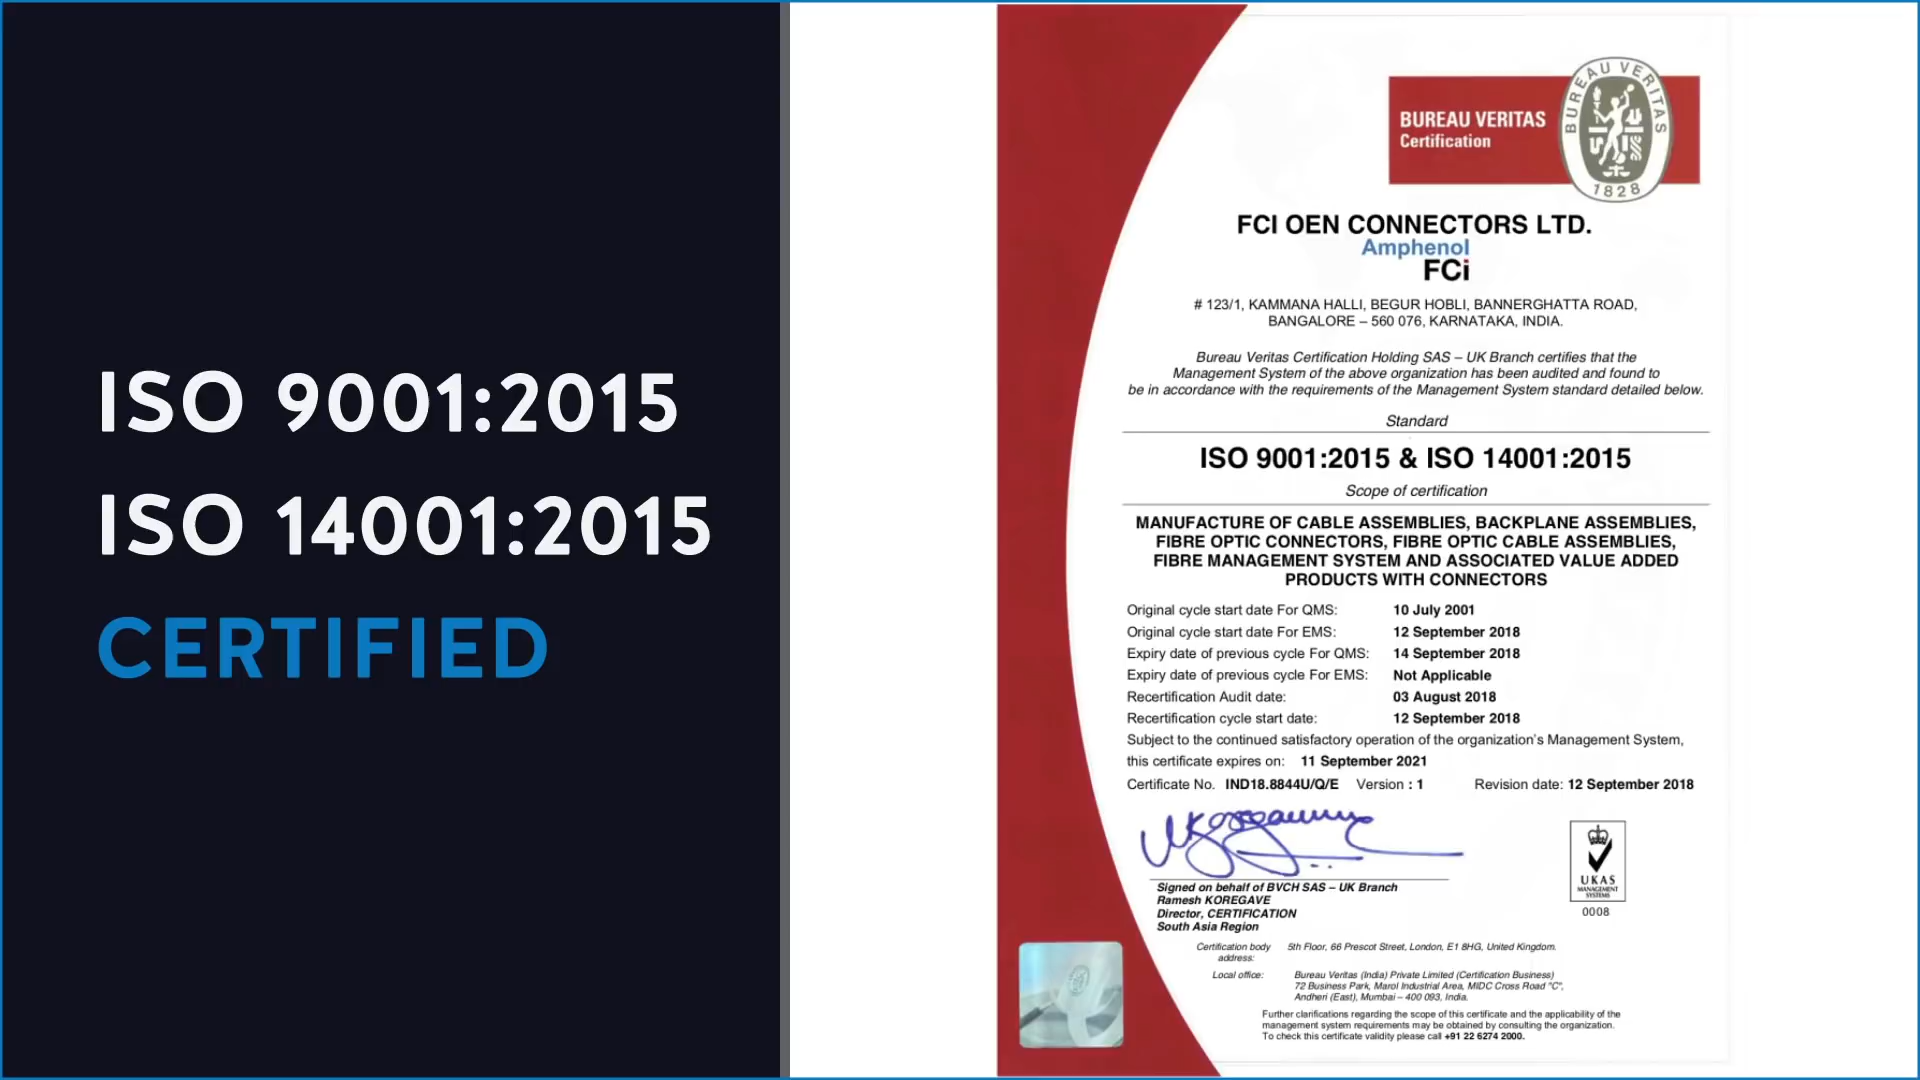 ISO 9001:2015
ISO 14001:2015
CERTIFIED
BUREAU VERITAS
Certification
BUREAU VERITAS
1828
FCI OEN CONNECTORS LTD.
Amphenol
FCi
# 123/1, KAMMANA HALLI, BEGUR HOBLI, BANNERGHATTA ROAD,
BANGALORE – 560 076, KARNATAKA, INDIA.
Bureau Veritas Certification Holding SAS – UK Branch certifies that the
Management System of the above organization has been audited and found to
be in accordance with the requirements of the Management System standard detailed below.
Standard
ISO 9001:2015 & ISO 14001:2015
Scope of certification
MANUFACTURE OF CABLE ASSEMBLIES, BACKPLANE ASSEMBLIES,
FIBRE OPTIC CONNECTORS, FIBRE OPTIC CABLE ASSEMBLIES,
FIBRE MANAGEMENT SYSTEM AND ASSOCIATED VALUE ADDED
PRODUCTS WITH CONNECTORS
Original cycle start date For QMS: 10 July 2001
Original cycle start date For EMS: 12 September 2018
Expiry date of previous cycle For QMS: 14 September 2018
Expiry date of previous cycle For EMS: Not Applicable
Recertification Audit date: 03 August 2018
Recertification cycle start date: 12 September 2018
Subject to the continued satisfactory operation of the organization's Management System,
this certificate expires on: 11 September 2021
Certificate No. IND18.8844U/Q/E Version : 1 Revision date: 12 September 2018
Signed on behalf of BVCH SAS – UK Branch
Ramesh KOREGAVE
Director, CERTIFICATION
South Asia Region
UKAS
MANAGEMENT
SYSTEMS
0008
Certification body address: 5th Floor, 66 Prescot Street, London, E1 8HG, United Kingdom.
Local office: Bureau Veritas (India) Private Limited (Certification Business)
72 Business Park, Marol Industrial Area, MIDC Cross Road "C",
Andheri (East), Mumbai – 400 093, India.
Further clarifications regarding the scope of this certificate and the applicability of the
management system requirements may be obtained by consulting the organization.
To check this certificate validity please call +91 22 6274 2000.